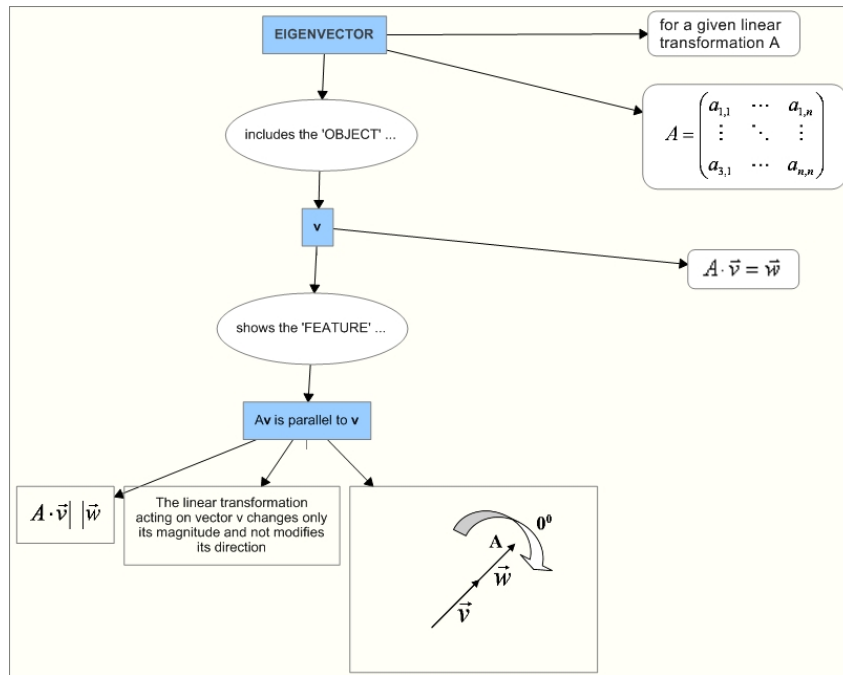 EIGENVECTOR
for a given linear
transformation A
A = ( a1,1 ⋯ a1,n
⋮ ⋱ ⋮
a3,1 ⋯ an,n )
includes the 'OBJECT' ...
v
A · v⃗ = w⃗
shows the 'FEATURE' ...
Av is parallel to v
A · v⃗| |w⃗
The linear transformation
acting on vector v changes only
its magnitude and not modifies
its direction
0⁰
A
w⃗
v⃗